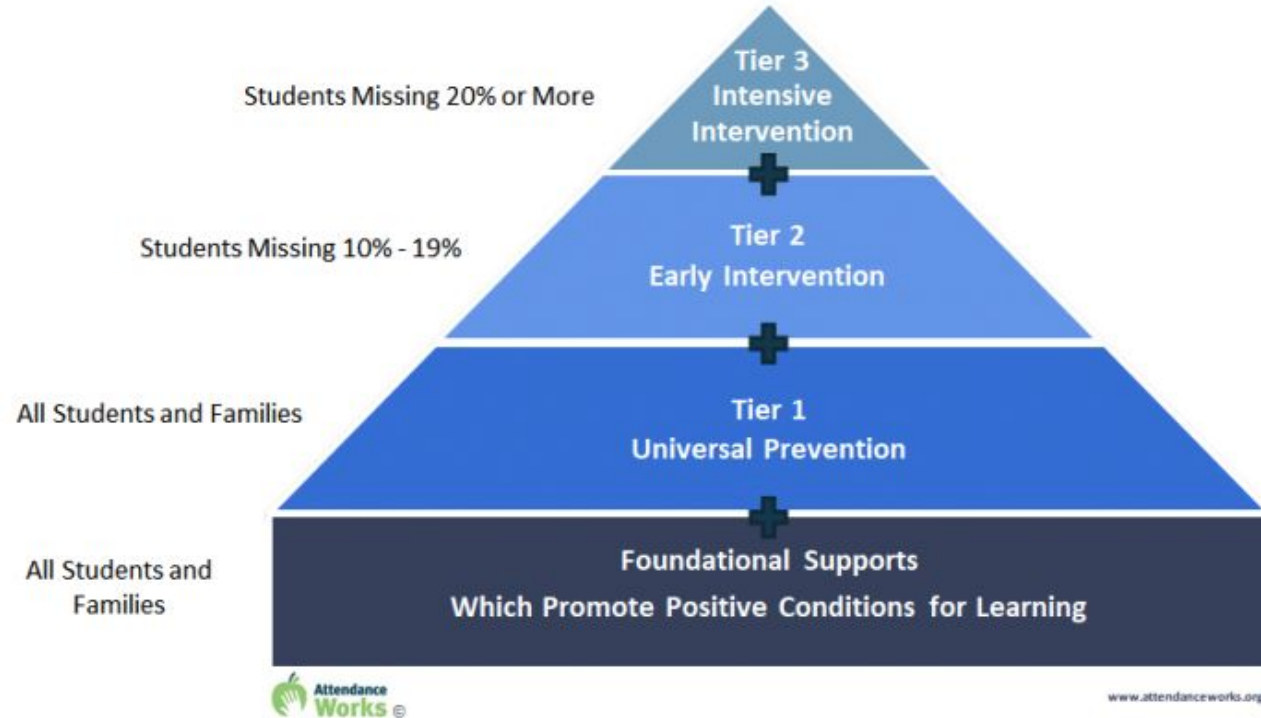 Tier 3
Intensive
Intervention
Students Missing 20% or More
Tier 2
Early Intervention
Students Missing 10% - 19%
Tier 1
Universal Prevention
All Students and Families
Foundational Supports
Which Promote Positive Conditions for Learning
All Students and
Families
Attendance
Works ©
www.attendanceworks.org